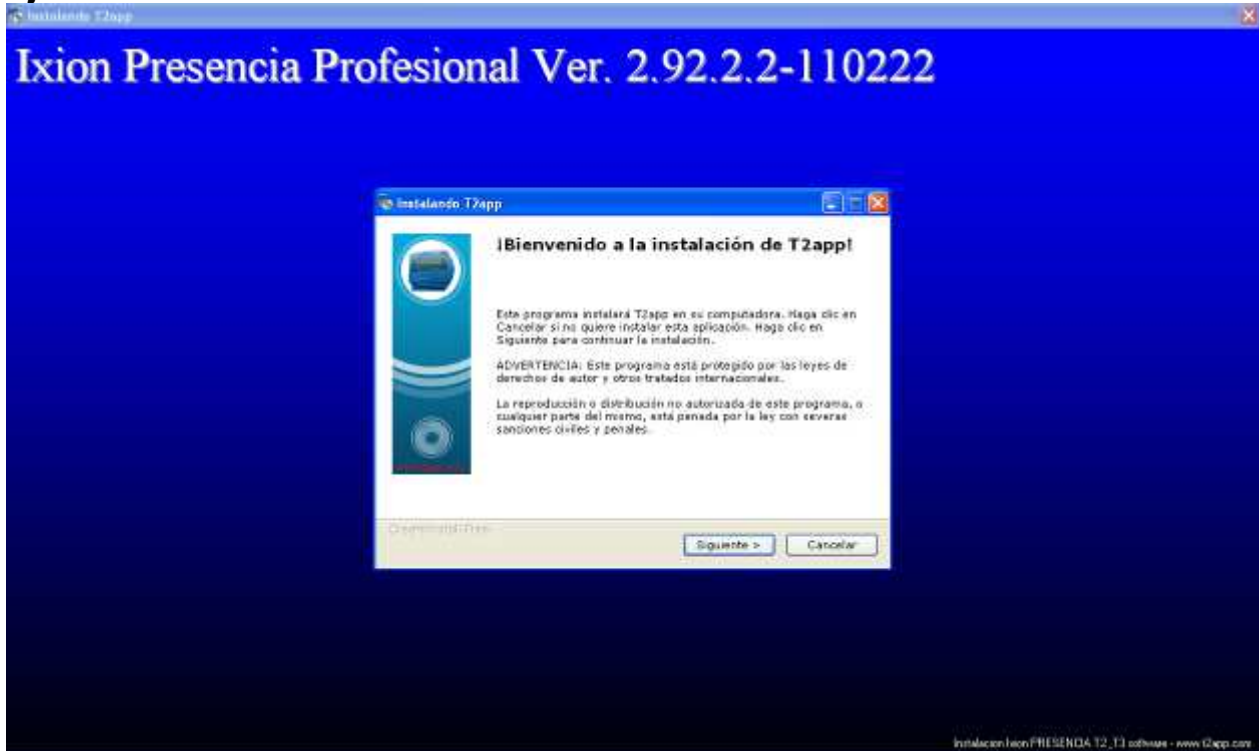 Instalando T2app
Ixion Presencia Profesional Ver. 2.92.2.2-110222
Instalando T2app
¡Bienvenido a la instalación de T2app!
Este programa instalará T2app en su computadora. Haga clic en
Cancelar si no quiere instalar esta aplicación. Haga clic en
Siguiente para continuar la instalación.
ADVERTENCIA: Este programa está protegido por las leyes de
derechos de autor y otros tratados internacionales.
La reproducción o distribución no autorizada de este programa, o
cualquier parte del mismo, está penada por la ley con severas
sanciones civiles y penales.
Siguiente >
Cancelar
Instalacion Ixion PRESENCIA T2_T3 software - www.t2app.com